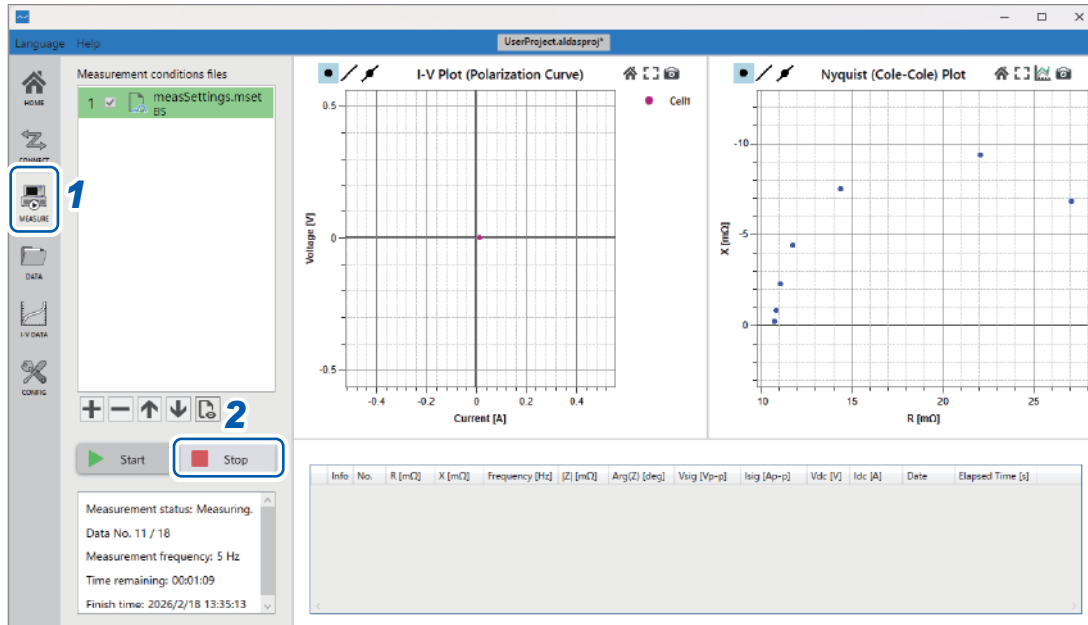 Language Help
UserProject.aldasproj*
HOME
CONNECT
MEASURE
1
DATA
I-V DATA
CONFIG
Measurement conditions files
1 measSettings.mset
EIS
2
Start
Stop
Measurement status: Measuring.
Data No. 11 / 18
Measurement frequency: 5 Hz
Time remaining: 00:01:09
Finish time: 2026/2/18 13:35:13
I-V Plot (Polarization Curve)
Cell1
0.5
0
-0.5
Voltage [V]
-0.4 -0.2 0 0.2 0.4
Current [A]
Nyquist (Cole-Cole) Plot
-10
-5
0
X [mΩ]
10 15 20 25
R [mΩ]
Info No. R [mΩ] X [mΩ] Frequency [Hz] |Z| [mΩ] Arg(Z) [deg] Vsig [Vp-p] Isig [Ap-p] Vdc [V] Idc [A] Date Elapsed Time [s]